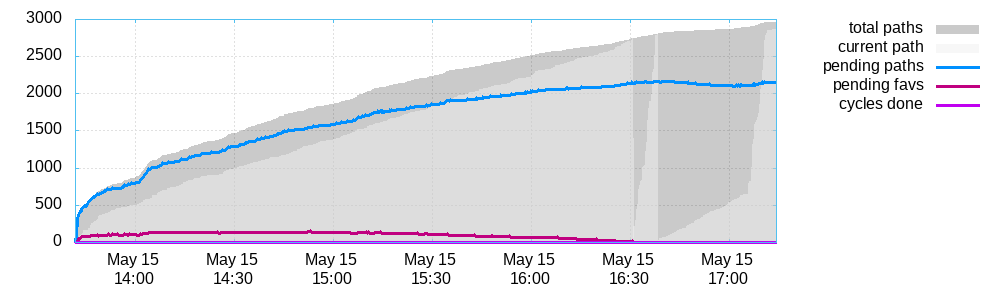 3000
2500
2000
1500
1000
500
0
May 15 May 15 May 15 May 15 May 15 May 15 May 15
14:00 14:30 15:00 15:30 16:00 16:30 17:00
total paths
current path
pending paths
pending favs
cycles done